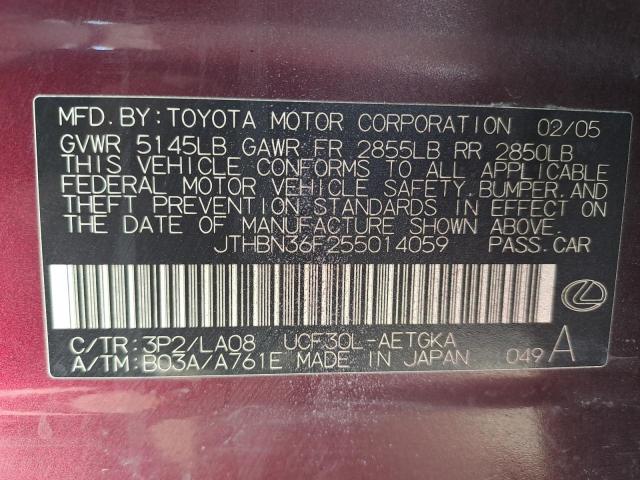 MFD. BY: TOYOTA MOTOR CORPORATION 02/05
GVWR 5145LB GAWR FR 2855LB RR 2850LB
THIS VEHICLE CONFORMS TO ALL APPLICABLE
FEDERAL MOTOR VEHICLE SAFETY, BUMPER, AND
THEFT PREVENTION STANDARDS IN EFFECT ON
THE DATE OF MANUFACTURE SHOWN ABOVE.
JTHBN36F255014059 PASS. CAR
C/TR: 3P2/LA08 UCF30L-AETGKA
A/TM: B03A/A761E MADE IN JAPAN 049 A